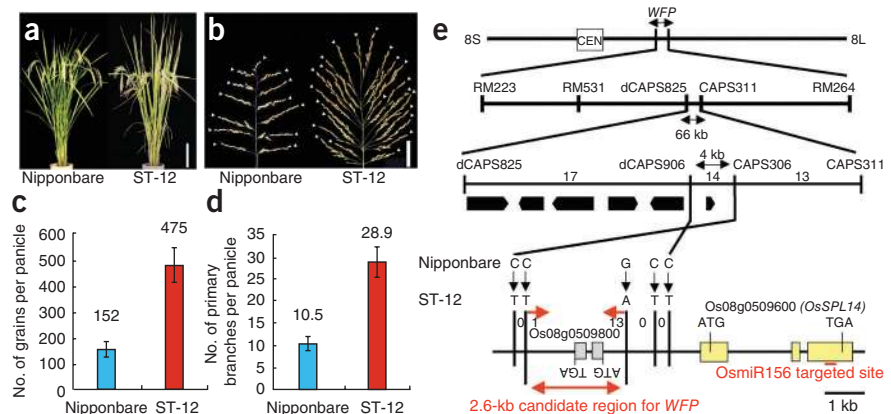 a
Nipponbare ST-12
b
Nipponbare ST-12
c
No. of grains per panicle
600
500
400
300
200
100
0
152
475
Nipponbare ST-12
d
No. of primary
branches per panicle
35
30
25
20
15
10
5
0
10.5
28.9
Nipponbare ST-12
e
WFP
8S CEN 8L
RM223 RM531 dCAPS825 CAPS311 RM264
66 kb
4 kb
dCAPS825 dCAPS906 CAPS306 CAPS311
17 14 13
Nipponbare C C G C C
ST-12 T T A T T
Os08g0509600 (OsSPL14)
0 1 13 0 0
ATG TGA
Os08g0509800
TGA ATG
OsmiR156 targeted site
2.6-kb candidate region for WFP
1 kb